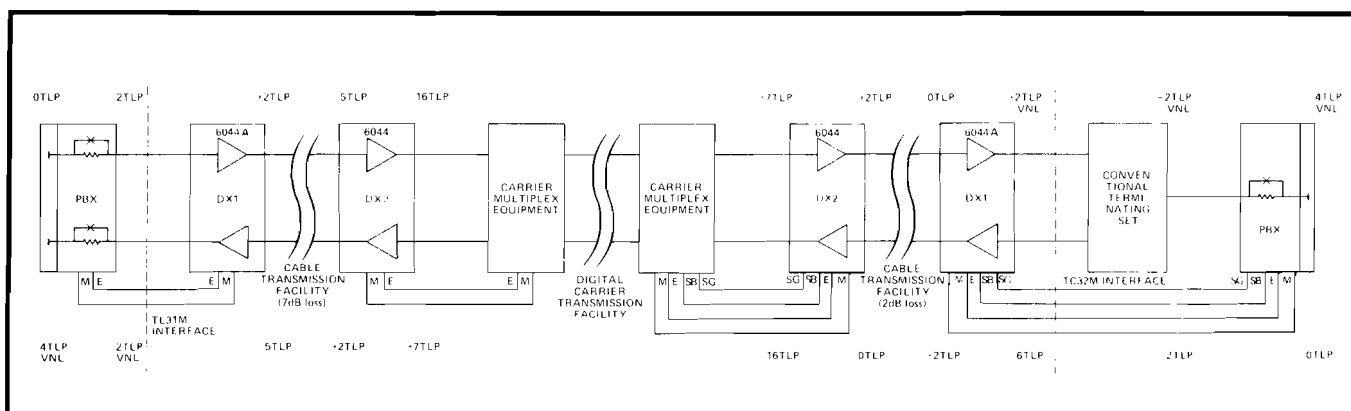 0TLP 2TLP +2TLP 5TLP 16TLP +7TLP +2TLP 0TLP +2TLP -2TLP 4TLP
VNL VNL VNL
6044A 6044 6044 6044A
PBX
DX1
DX2
CARRIER
MULTIPLEX
EQUIPMENT
CARRIER
MULTIPLEX
EQUIPMENT
DX2
DX1
CONVEN
TIONAL
TERMI
NATING
SET
PBX
M E
E M
M E
E M
M E SB SG
SG SB E M
M E SB SG
SG SB E M
CABLE
TRANSMISSION
FACILITY
(7dB loss)
DIGITAL
CARRIER
TRANSMISSION
FACILITY
CABLE
TRANSMISSION
FACILITY
(2dB loss)
TL31M
INTERFACE
TC32M INTERFACE
4TLP 2TLP 5TLP +2TLP +7TLP 16TLP 0TLP +2TLP 6TLP 2TLP 0TLP
VNL VNL